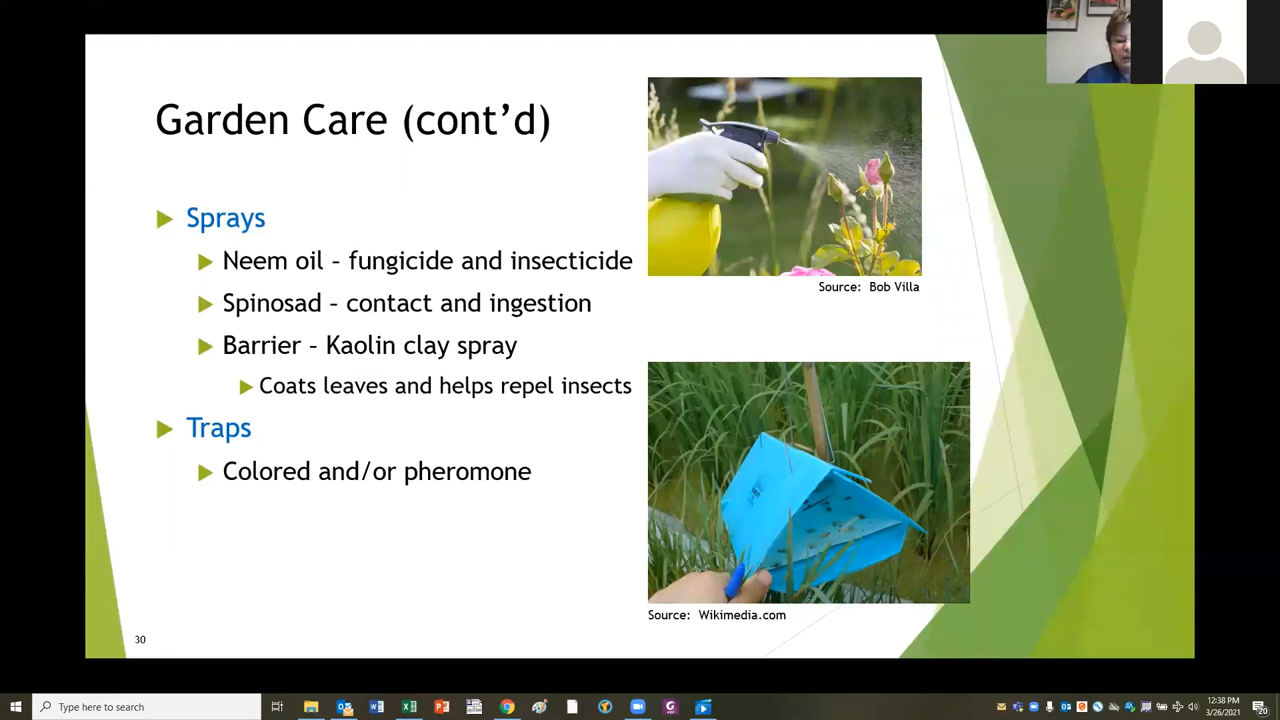 Garden Care (cont’d)
Sprays
Neem oil – fungicide and insecticide
Spinosad – contact and ingestion
Barrier – Kaolin clay spray
Coats leaves and helps repel insects
Traps
Colored and/or pheromone
Source: Bob Villa
Source: Wikimedia.com
30
Type here to search
12:38 PM
3/26/2021
20